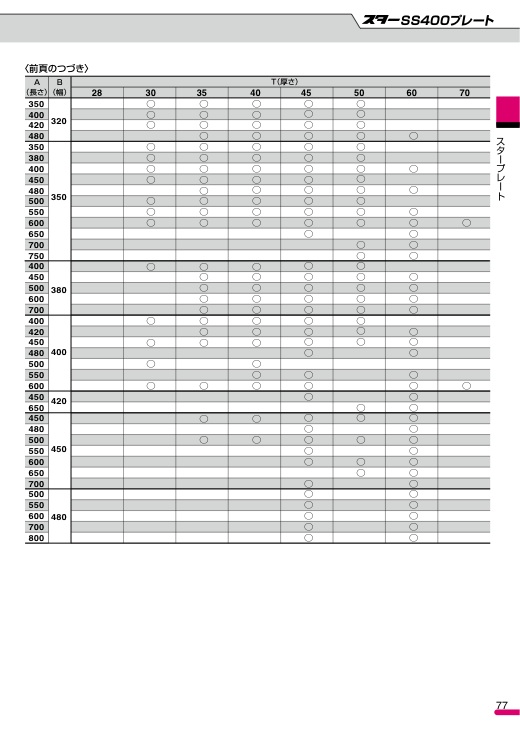 スターSS400プレート
〈前頁のつづき〉
A B T(厚さ)
(長さ) (幅) 28 30 35 40 45 50 60 70
350 ○ ○ ○ ○ ○
400 320 ○ ○ ○ ○ ○
420 ○ ○ ○ ○ ○
480 ○ ○ ○ ○ ○
350 ○ ○ ○ ○ ○
380 ○ ○ ○ ○ ○
400 ○ ○ ○ ○ ○ ○
450 ○ ○ ○ ○ ○
480 ○ ○ ○ ○ ○
500 350 ○ ○ ○ ○ ○
550 ○ ○ ○ ○ ○ ○
600 ○ ○ ○ ○ ○ ○ ○
650 ○ ○
700 ○ ○
750 ○ ○
400 ○ ○ ○ ○ ○
450 ○ ○ ○ ○ ○
500 380 ○ ○ ○ ○ ○
600 ○ ○ ○ ○ ○
700 ○ ○ ○ ○ ○
400 ○ ○ ○ ○ ○
420 ○ ○ ○ ○ ○
450 ○ ○ ○ ○ ○ ○
480 400 ○ ○
500 ○ ○
550 ○ ○ ○
600 ○ ○ ○ ○ ○ ○
450 420 ○ ○
650 ○ ○
450 ○ ○ ○ ○ ○
480 ○ ○
500 ○ ○ ○ ○ ○
550 450 ○ ○
600 ○ ○ ○
650 ○ ○
700 ○ ○
500 ○ ○
550 ○ ○
600 480 ○ ○
700 ○ ○
800 ○ ○
スタープレート
77